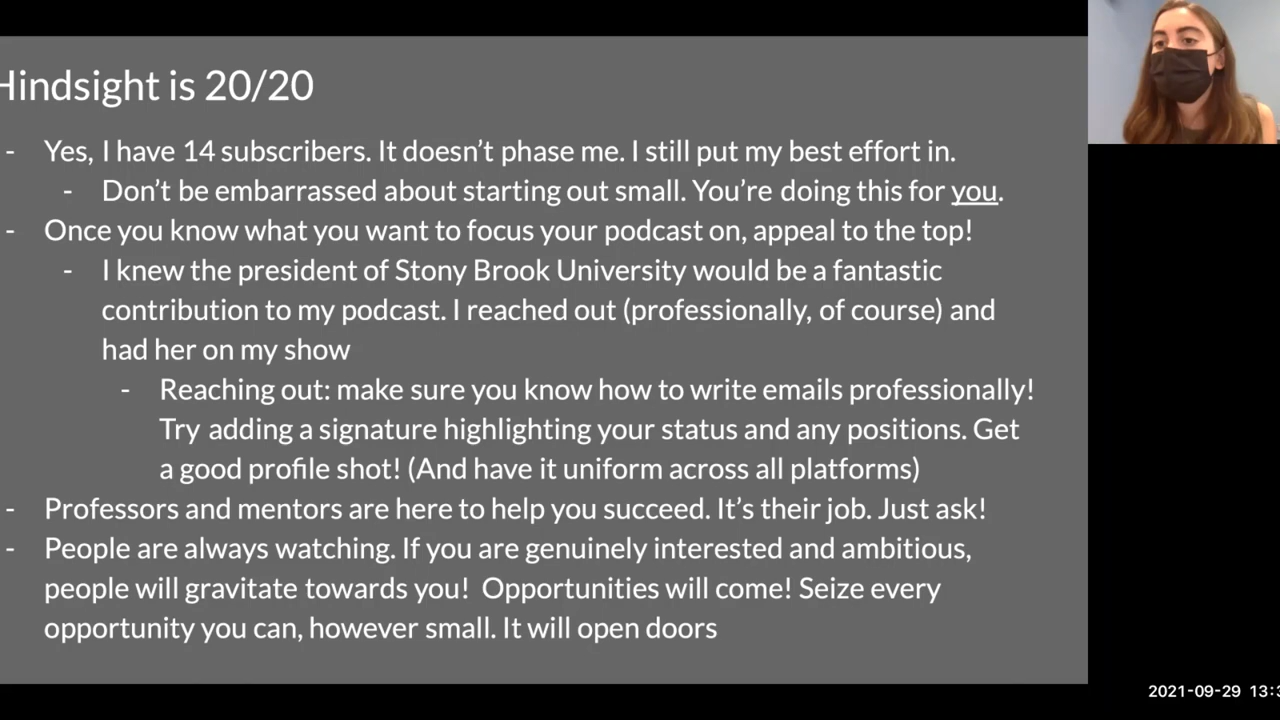 Hindsight is 20/20
- Yes, I have 14 subscribers. It doesn't phase me. I still put my best effort in.
- Don't be embarrassed about starting out small. You're doing this for you.
- Once you know what you want to focus your podcast on, appeal to the top!
- I knew the president of Stony Brook University would be a fantastic
contribution to my podcast. I reached out (professionally, of course) and
had her on my show
- Reaching out: make sure you know how to write emails professionally!
Try adding a signature highlighting your status and any positions. Get
a good profile shot! (And have it uniform across all platforms)
- Professors and mentors are here to help you succeed. It's their job. Just ask!
- People are always watching. If you are genuinely interested and ambitious,
people will gravitate towards you!  Opportunities will come! Seize every
opportunity you can, however small. It will open doors
2021-09-29 13:3